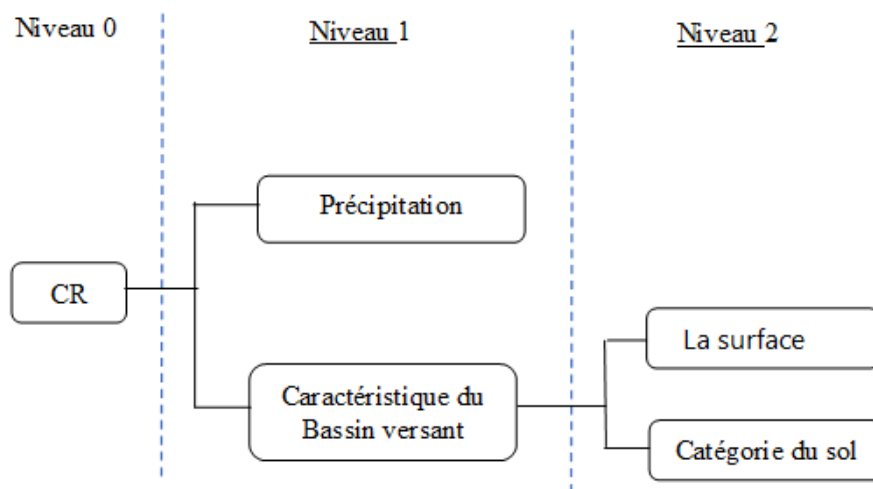 Niveau 0
Niveau 1
Niveau 2
Précipitation
CR
La surface
Caractéristique du
Bassin versant
Catégorie du sol